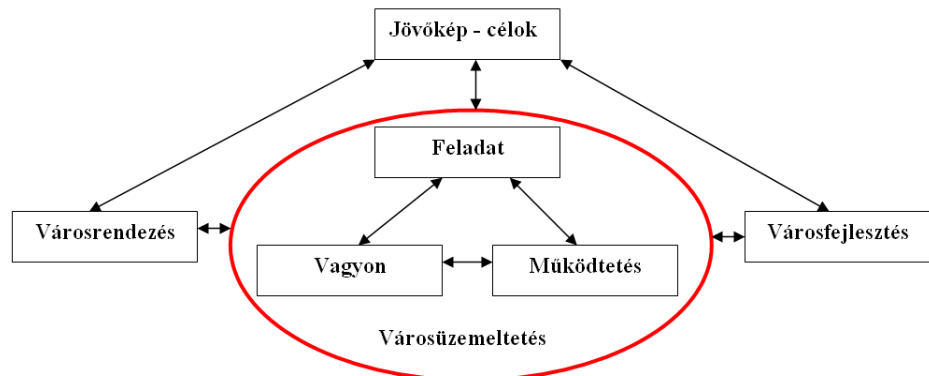 Jövőkép - célok
Feladat
Városrendezés
Városfejlesztés
Vagyon
Működtetés
Városüzemeltetés